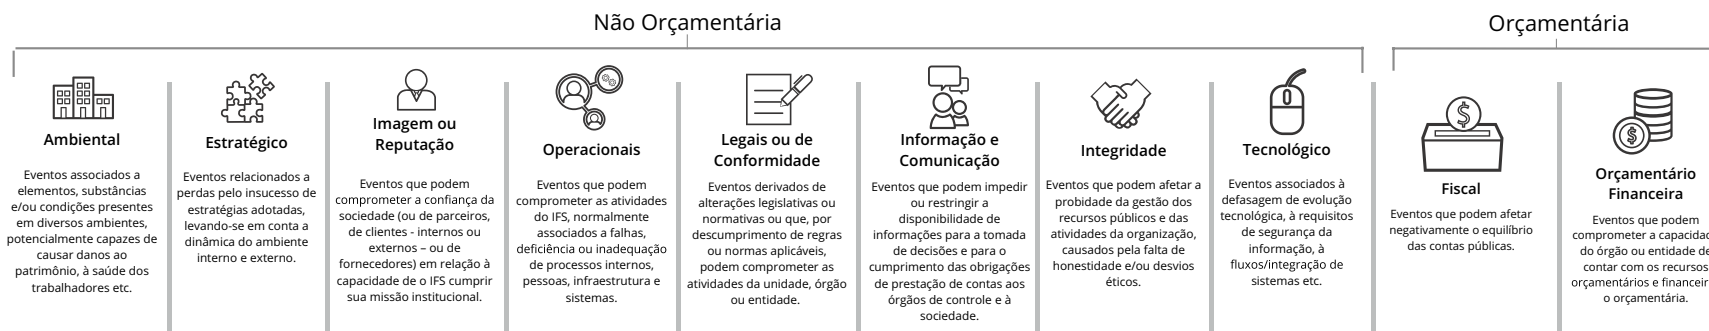 Não Orçamentária
Orçamentária
Ambiental
Eventos associados a
elementos, substâncias
e/ou condições presentes
em diversos ambientes,
potencialmente capazes de
causar danos ao
patrimônio, à saúde dos
trabalhadores etc.
Estratégico
Eventos relacionados a
perdas pelo insucesso de
estratégias adotadas,
levando-se em conta a
dinâmica do ambiente
interno e externo.
Imagem ou
Reputação
Eventos que podem
comprometer a confiança da
sociedade (ou de parceiros,
de clientes - internos ou
externos – ou de
fornecedores) em relação à
capacidade de o IFS cumprir
sua missão institucional.
Operacionais
Eventos que podem
comprometer as atividades
do IFS, normalmente
associados a falhas,
deficiência ou inadequação
de processos internos,
pessoas, infraestrutura e
sistemas.
Legais ou de
Conformidade
Eventos derivados de
alterações legislativas ou
normativas ou que, por
descumprimento de regras
ou normas aplicáveis,
podem comprometer as
atividades da unidade, órgão
ou entidade.
Informação e
Comunicação
Eventos que podem impedir
ou restringir a
disponibilidade de
informações para a tomada
de decisões e para o
cumprimento das obrigações
de prestação de contas aos
órgãos de controle e à
sociedade.
Integridade
Eventos que podem afetar a
probidade da gestão dos
recursos públicos e das
atividades da organização,
causados pela falta de
honestidade e/ou desvios
éticos.
Tecnológico
Eventos associados à
defasagem de evolução
tecnológica, à requisitos
de segurança da
informação, à
fluxos/integração de
sistemas etc.
Fiscal
Eventos que podem afetar
negativamente o equilíbrio
das contas públicas.
Orçamentário
Financeira
Eventos que podem
comprometer a
do órgão ou entidade de
contar com os recursos
orçamentários e
o orçamentária.